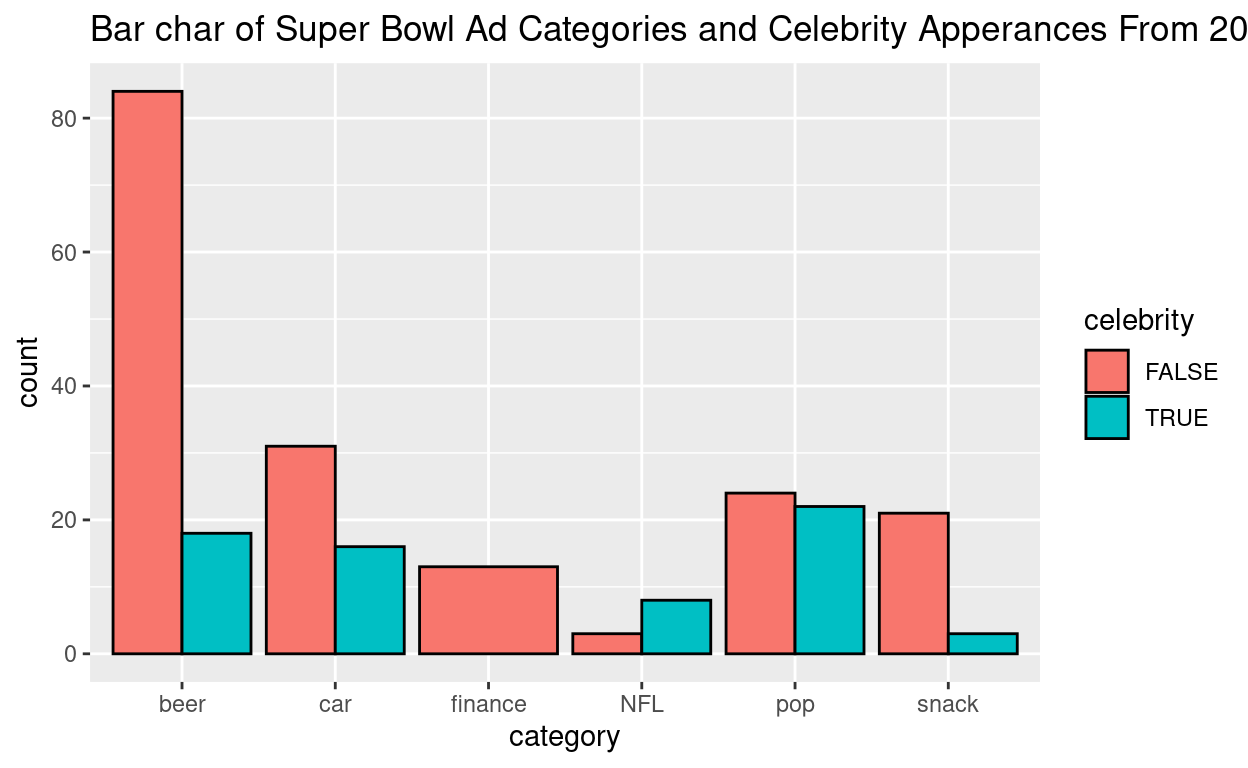 Bar char of Super Bowl Ad Categories and Celebrity Apperances From 20
80
60
40
20
0
count
beer car finance NFL pop snack
category
celebrity
FALSE
TRUE